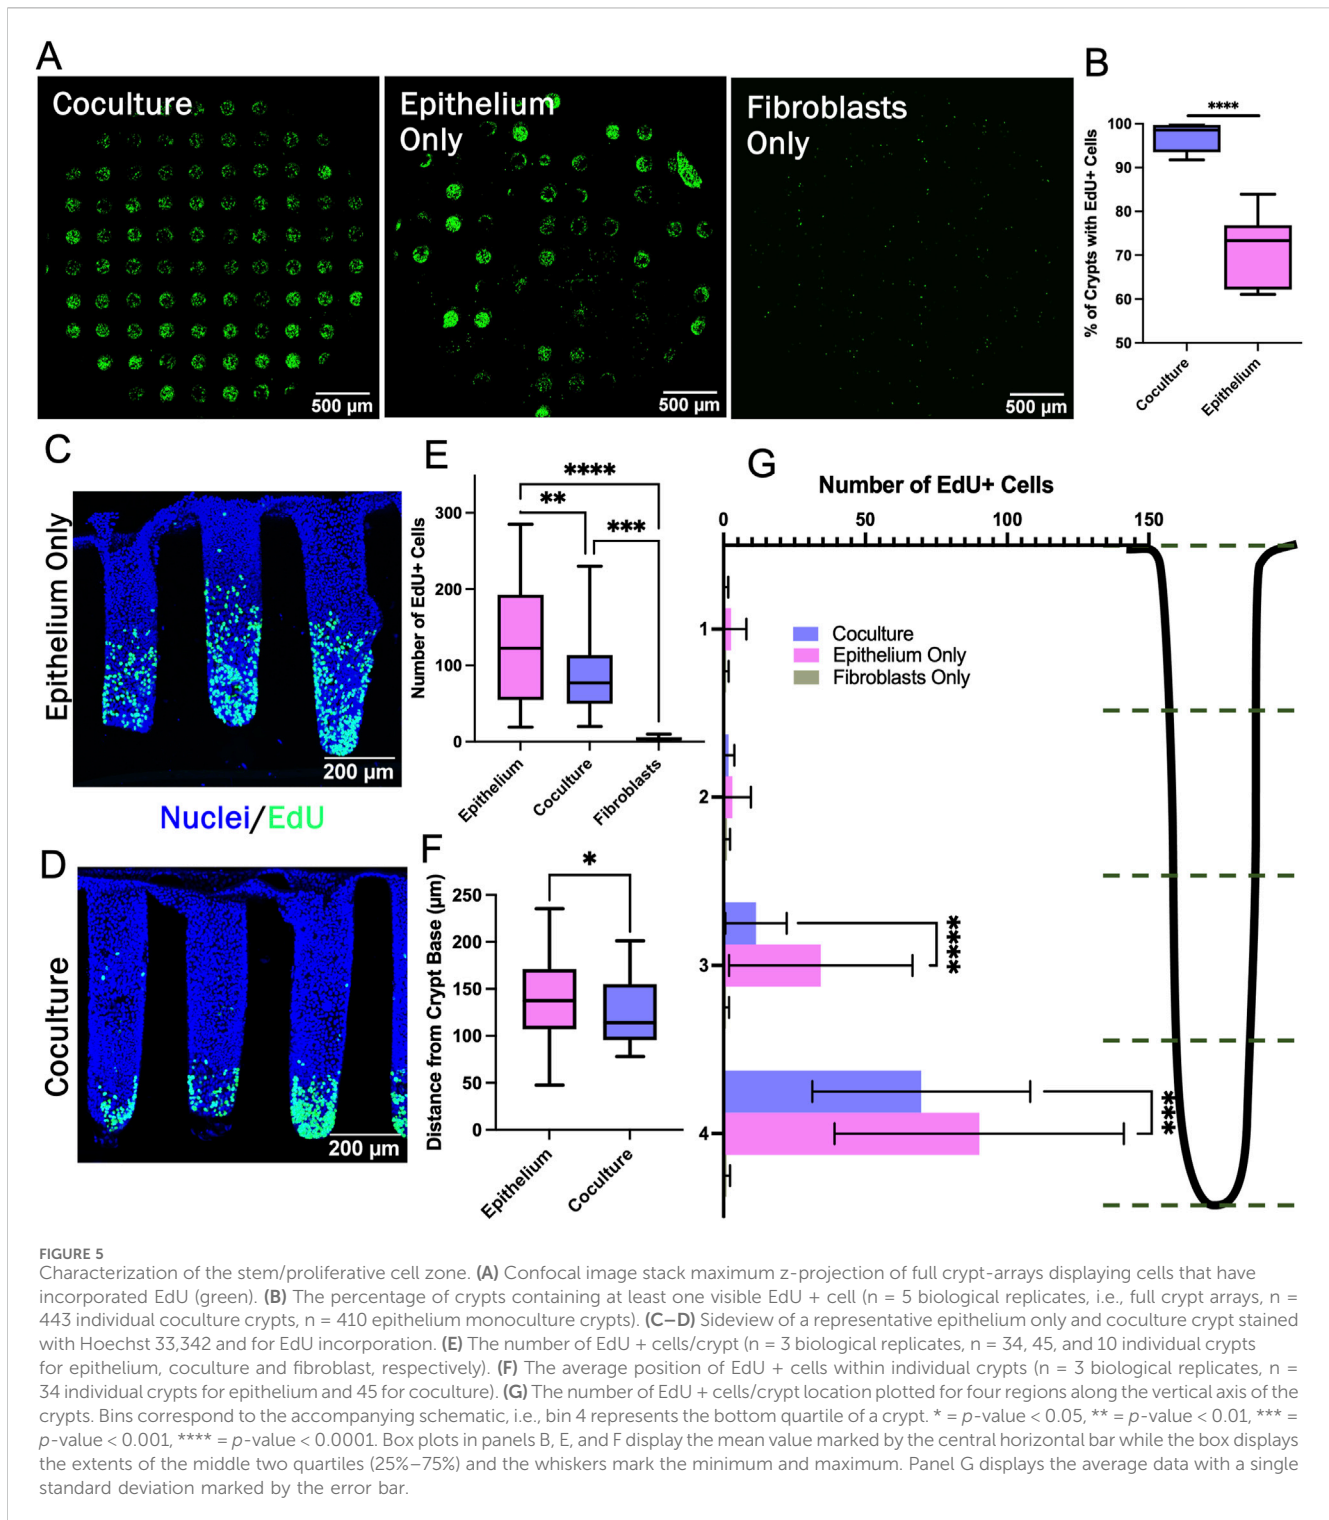 A
Coculture
Epithelium
Only
Fibroblasts
Only
500 µm
500 µm
500 µm
B
****
% of Crypts with EdU+ Cells
100
90
80
70
60
50
Coculture
Epithelium
C
Epithelium Only
200 µm
Nuclei/EdU
D
Coculture
200 µm
E
****
**
***
Number of EdU+ Cells
300
200
100
0
Epithelium
Coculture
Fibroblasts
F
*
Distance from Crypt Base (µm)
250
200
150
100
50
0
Epithelium
Coculture
G
Number of EdU+ Cells
0 50 100 150
1
2
3
4
Coculture
Epithelium Only
Fibroblasts Only
****
***
FIGURE 5
Characterization of the stem/proliferative cell zone. (A) Confocal image stack maximum z-projection of full crypt-arrays displaying cells that have
incorporated EdU (green). (B) The percentage of crypts containing at least one visible EdU + cell (n = 5 biological replicates, i.e., full crypt arrays, n =
443 individual coculture crypts, n = 410 epithelium monoculture crypts). (C–D) Sideview of a representative epithelium only and coculture crypt stained
with Hoechst 33,342 and for EdU incorporation. (E) The number of EdU + cells/crypt (n = 3 biological replicates, n = 34, 45, and 10 individual crypts
for epithelium, coculture and fibroblast, respectively). (F) The average position of EdU + cells within individual crypts (n = 3 biological replicates, n =
34 individual crypts for epithelium and 45 for coculture). (G) The number of EdU + cells/crypt location plotted for four regions along the vertical axis of the
crypts. Bins correspond to the accompanying schematic, i.e., bin 4 represents the bottom quartile of a crypt. * = p-value < 0.05, ** = p-value < 0.01, *** =
p-value < 0.001, **** = p-value < 0.0001. Box plots in panels B, E, and F display the mean value marked by the central horizontal bar while the box displays
the extents of the middle two quartiles (25%–75%) and the whiskers mark the minimum and maximum. Panel G displays the average data with a single
standard deviation marked by the error bar.